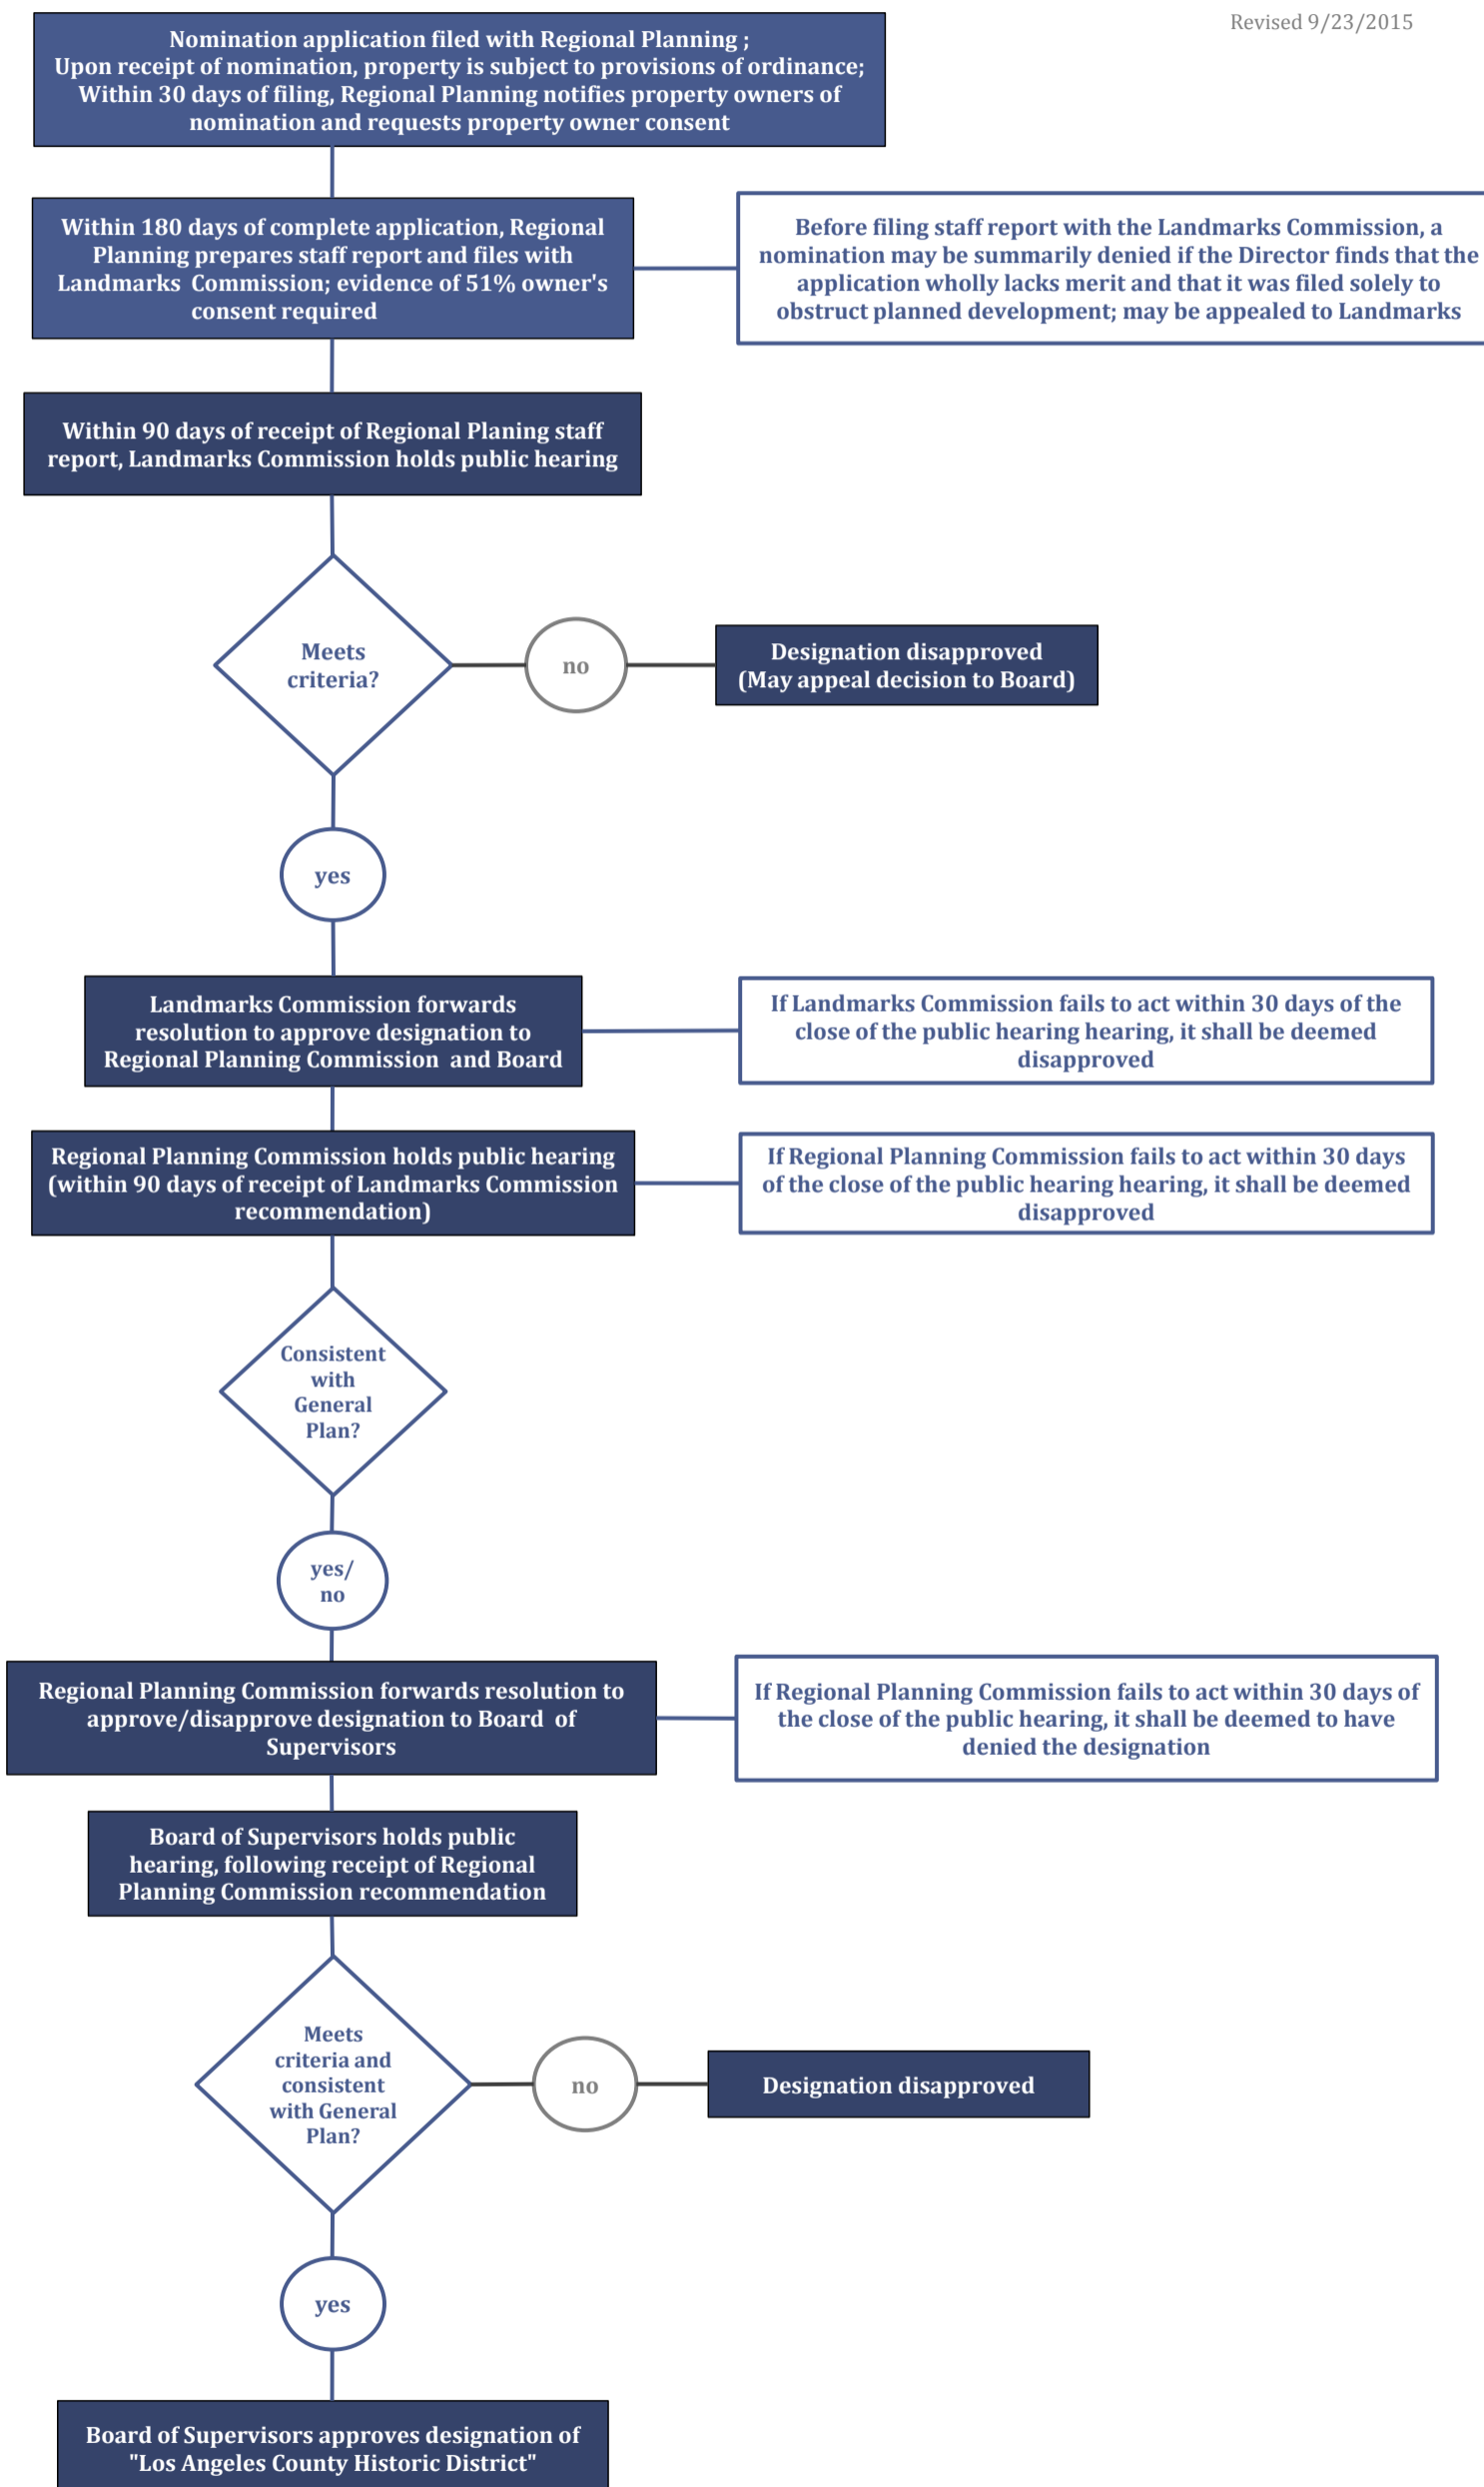 Revised 9/23/2015
Nomination application filed with Regional Planning ;
Upon receipt of nomination, property is subject to provisions of ordinance;
Within 30 days of filing, Regional Planning notifies property owners of
nomination and requests property owner consent
Within 180 days of complete application, Regional
Planning prepares staff report and files with
Landmarks Commission; evidence of 51% owner's
consent required
Before filing staff report with the Landmarks Commission, a
nomination may be summarily denied if the Director finds that the
application wholly lacks merit and that it was filed solely to
obstruct planned development; may be appealed to Landmarks
Within 90 days of receipt of Regional Planing staff
report, Landmarks Commission holds public hearing
Meets
criteria?
no
Designation disapproved
(May appeal decision to Board)
yes
Landmarks Commission forwards
resolution to approve designation to
Regional Planning Commission and Board
If Landmarks Commission fails to act within 30 days of the
close of the public hearing hearing, it shall be deemed
disapproved
Regional Planning Commission holds public hearing
(within 90 days of receipt of Landmarks Commission
recommendation)
If Regional Planning Commission fails to act within 30 days
of the close of the public hearing hearing, it shall be deemed
disapproved
Consistent
with
General
Plan?
yes/
no
Regional Planning Commission forwards resolution to
approve/disapprove designation to Board of
Supervisors
If Regional Planning Commission fails to act within 30 days of
the close of the public hearing, it shall be deemed to have
denied the designation
Board of Supervisors holds public
hearing, following receipt of Regional
Planning Commission recommendation
Meets
criteria and
consistent
with General
Plan?
no
Designation disapproved
yes
Board of Supervisors approves designation of
"Los Angeles County Historic District"